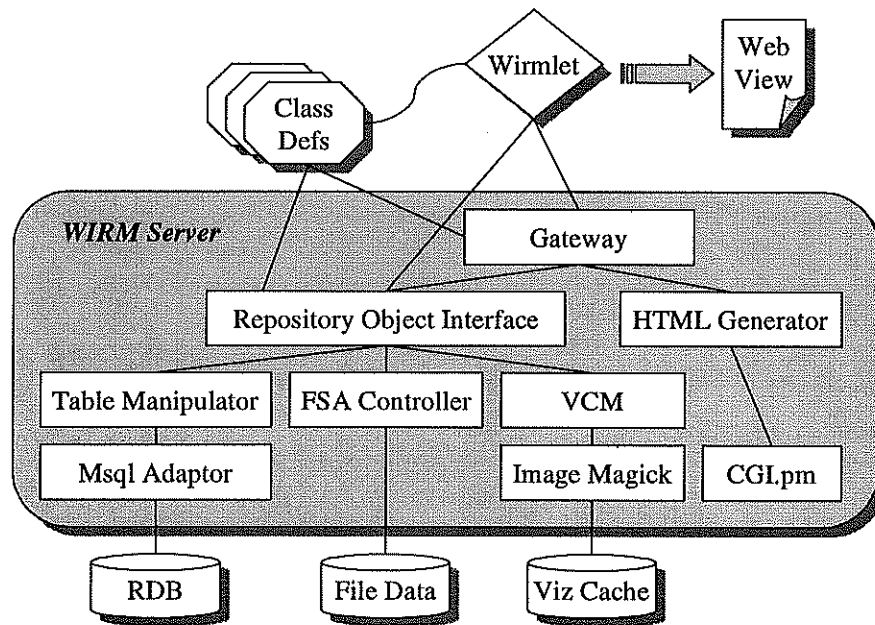 Wirmlet
Web
View
Class
Defs
WIRM Server
Gateway
Repository Object Interface
HTML Generator
Table Manipulator
FSA Controller
VCM
Msql Adaptor
Image Magick
CGI.pm
RDB
File Data
Viz Cache